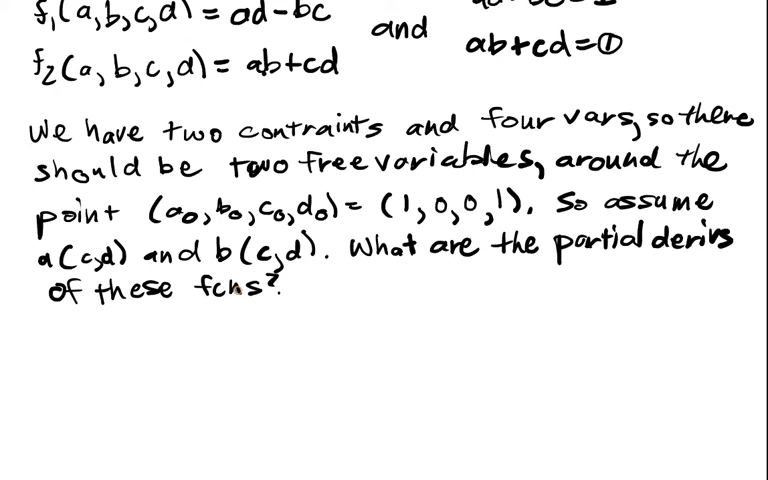 f₁(a,b,c,d) = ad - bc
and
f₂(a,b,c,d) = ab+cd
ab+cd=①
We have two contraints and four vars, so there
should be two free variables, around the
point (a₀,b₀,c₀,d₀) = (1,0,0,1). So assume
a(c,d) and b(c,d). What are the partial derivs
of these fcns?